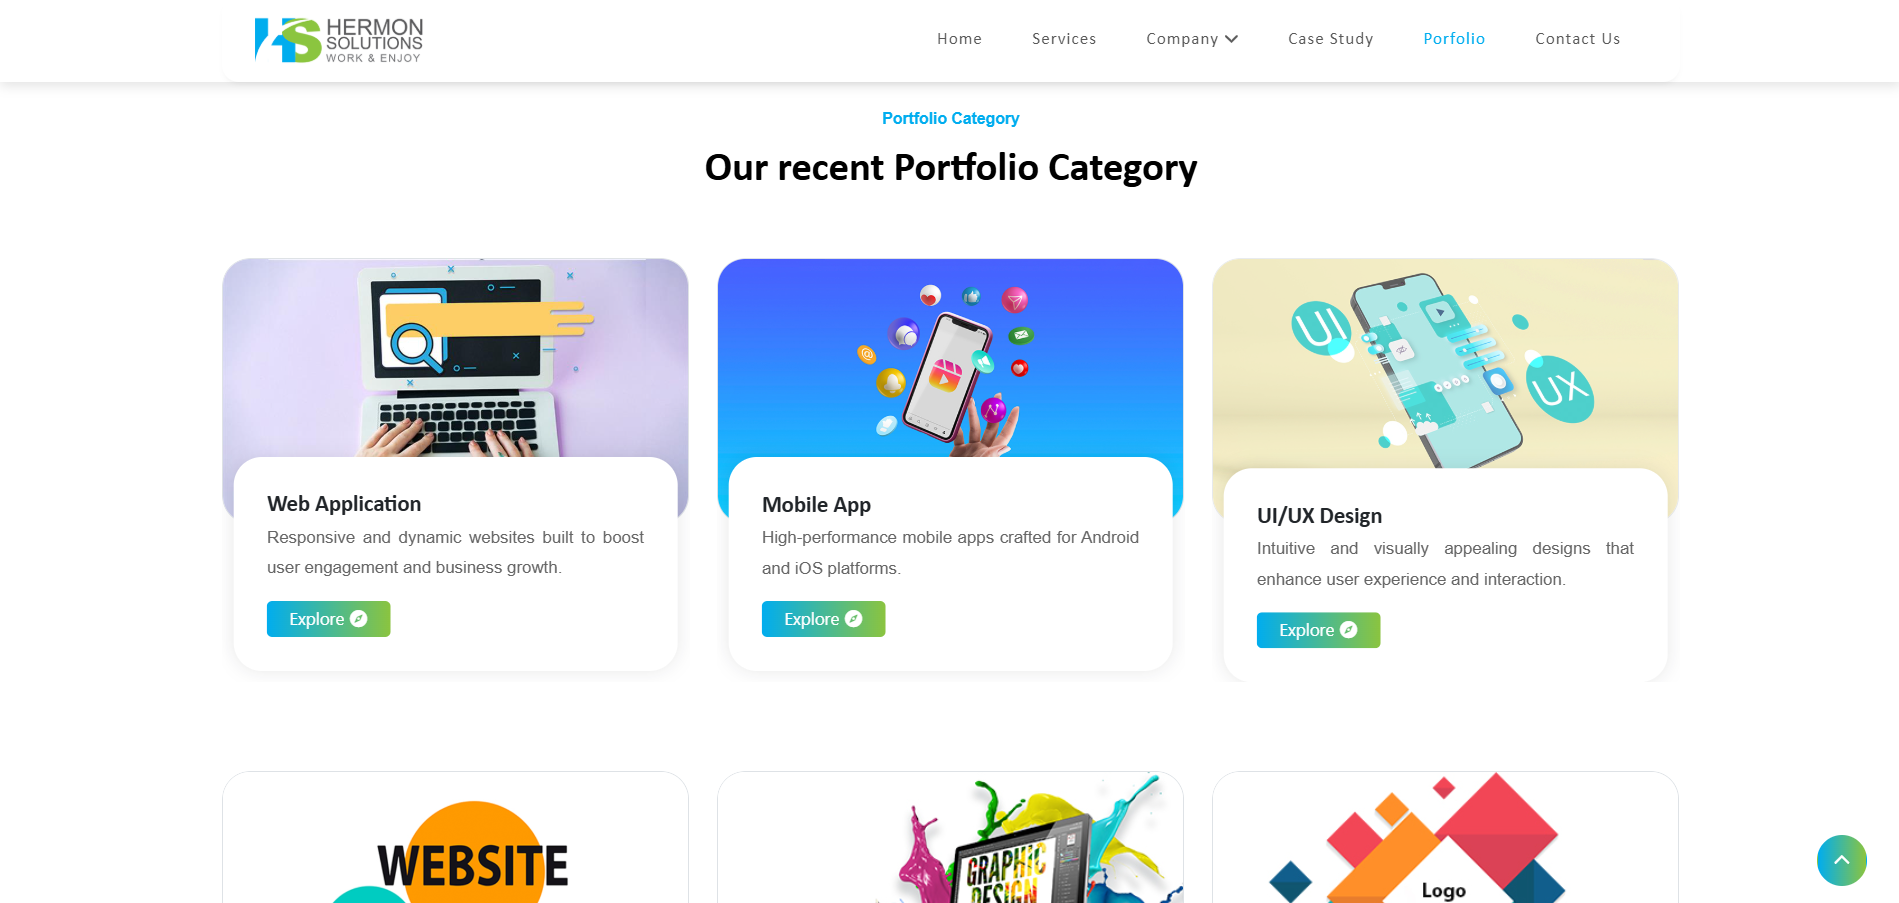 HERMON
SOLUTIONS
WORK & ENJOY
Home Services Company Case Study Porfolio Contact Us
Portfolio Category
Our recent Portfolio Category
UI
UX
Web Application
Responsive and dynamic websites built to boost
user engagement and business growth.
Explore
Mobile App
High-performance mobile apps crafted for Android
and iOS platforms.
Explore
UI/UX Design
Intuitive and visually appealing designs that
enhance user experience and interaction.
Explore
WEBSITE
GRAPHIC
DESIGN
Logo